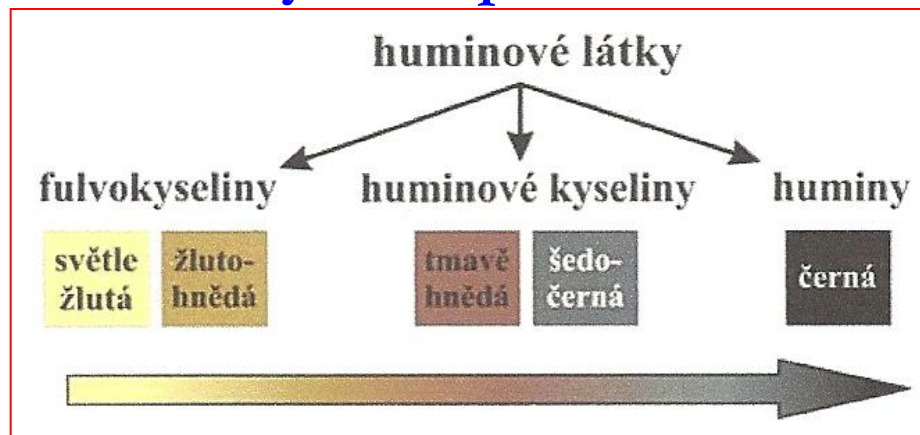 huminové látky
fulvokyseliny
huminové kyseliny
huminy
světle
žlutá
žluto-
hnědá
tmavě
hnědá
šedo-
černá
černá